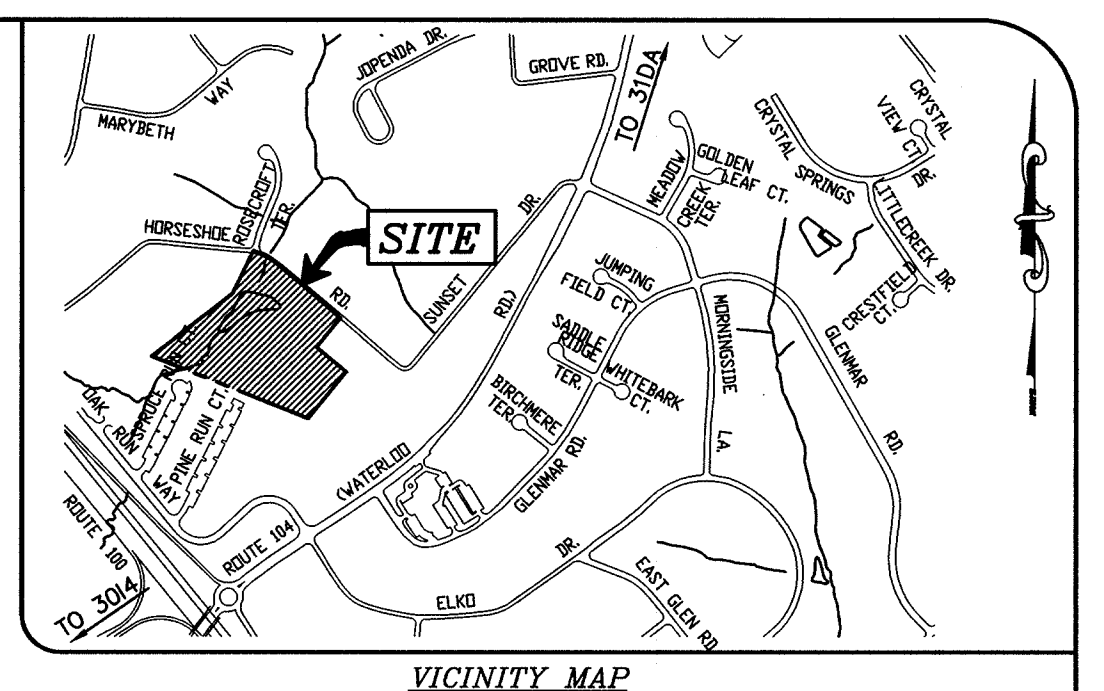 JOPENDA DR.
GROVE RD.
TO 31DA
MARYBETH
WAY
CRYSTAL
VIEW CT.
DR.
CRYSTAL SPRINGS
GOLDEN
LEAF CT.
MEADOW
CREEK
TER.
LITTLECREEK DR.
CRESTFIELD
CT.
ROSBCROFT
TER.
HORSESHOE
RD.
SITE
SUNSET
DR.
RD.)
JUMPING
FIELD CT.
SADDLE
RIDGE
TER.
WHITEBARK
CT.
BIRCHMERE
TER.
MORNINGSIDE
LA.
GLENMAR
RD.
GLENMAR RD.
OAK
RUN
WAY
SPRUCE RUN CT.
PINE RUN CT.
(WATERLOO
ROUTE 104
ROUTE 100
TO 3014
ELKO
DR.
EAST GLEN RD.
VICINITY MAP